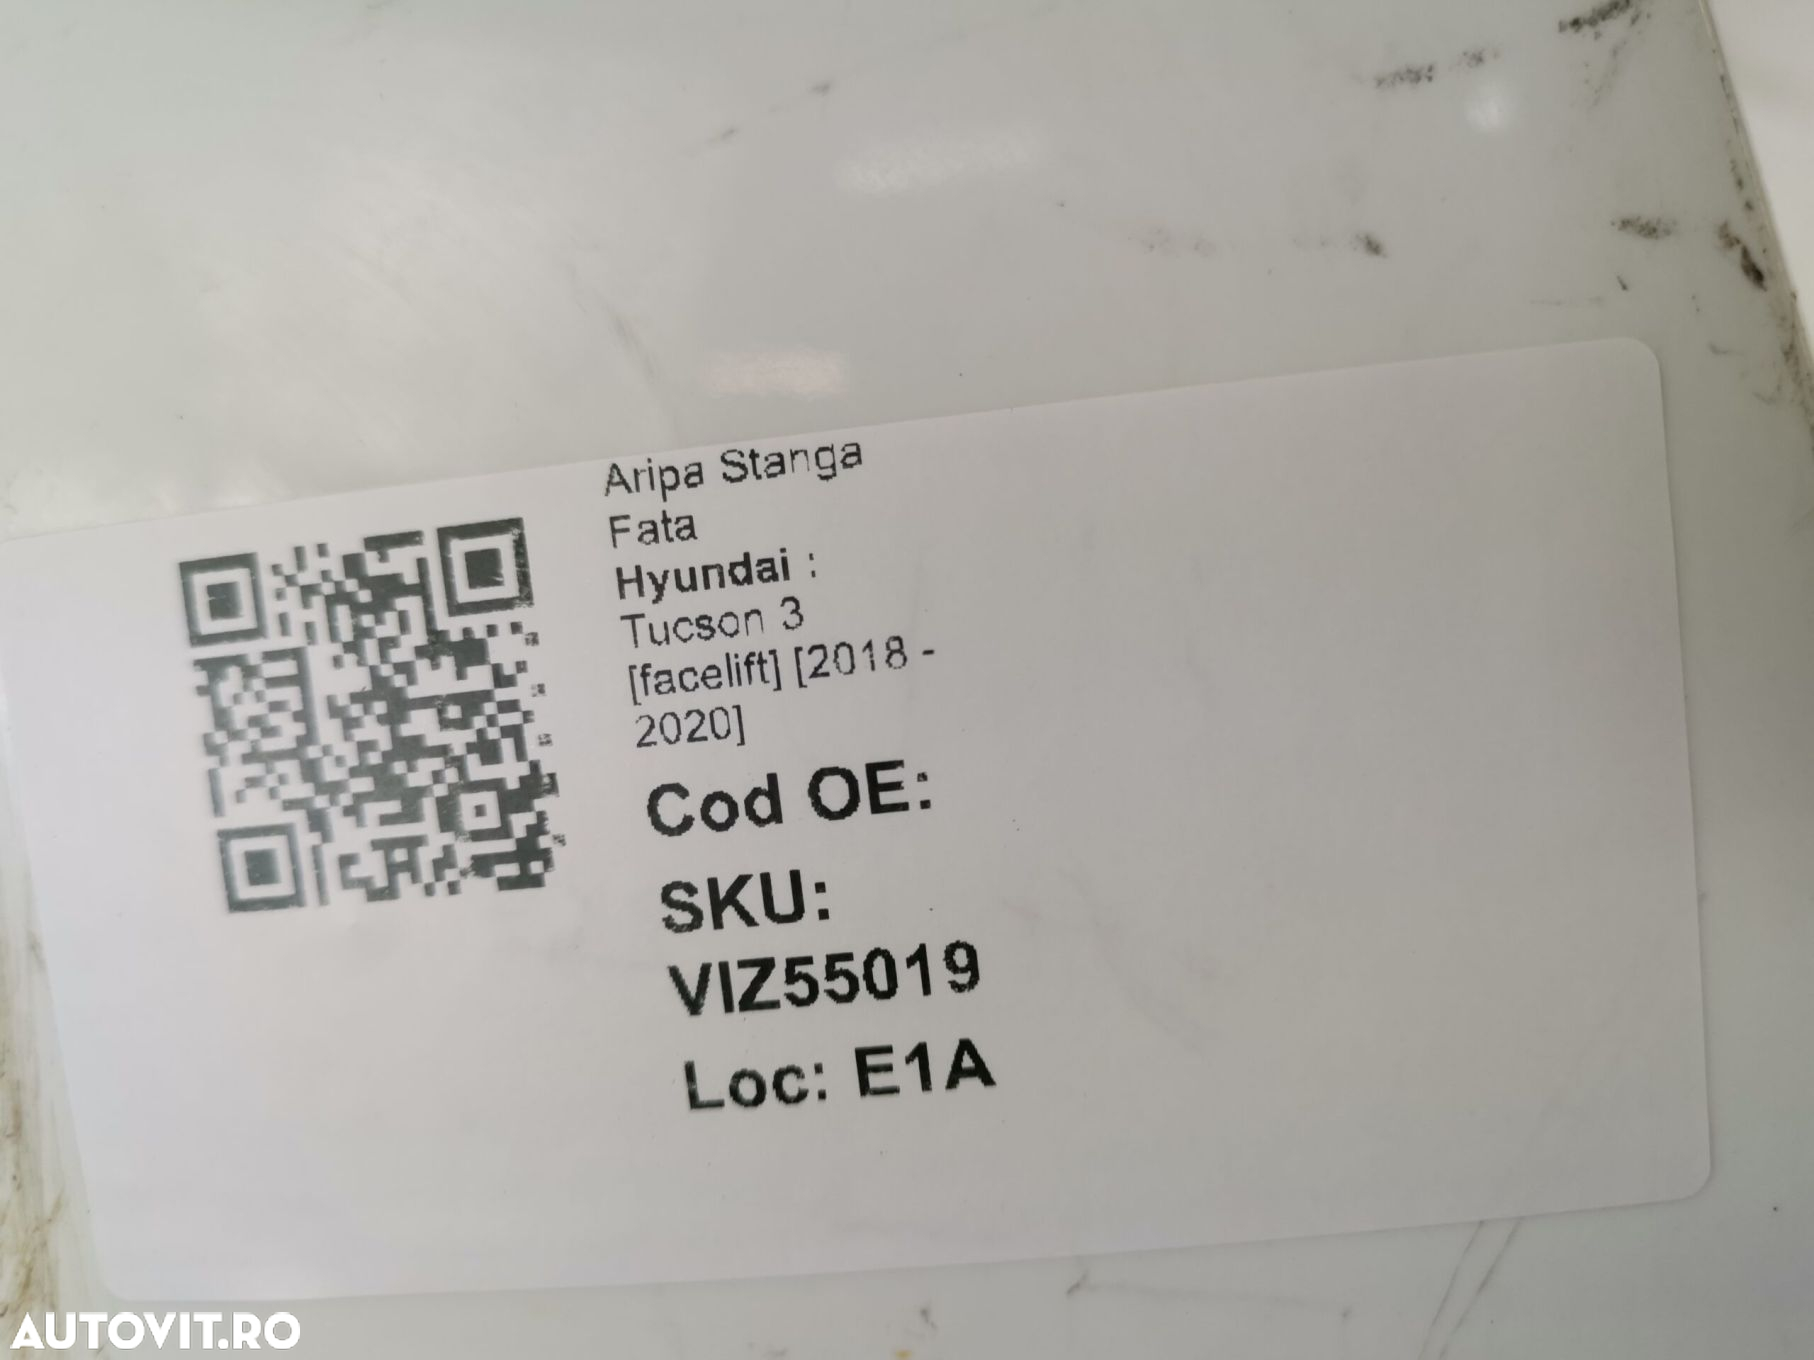 Aripa Stanga
Fata
Hyundai :
Tucson 3
[facelift] [2018 -
2020]
Cod OE:
SKU:
VIZ55019
Loc: E1A
AUTOVIT.RO